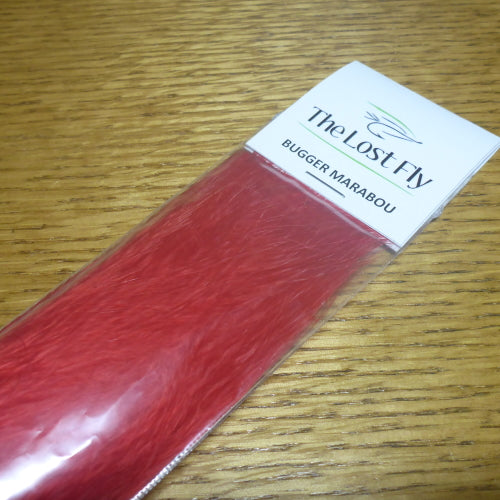 The Lost Fly
BUGGER MARABOU